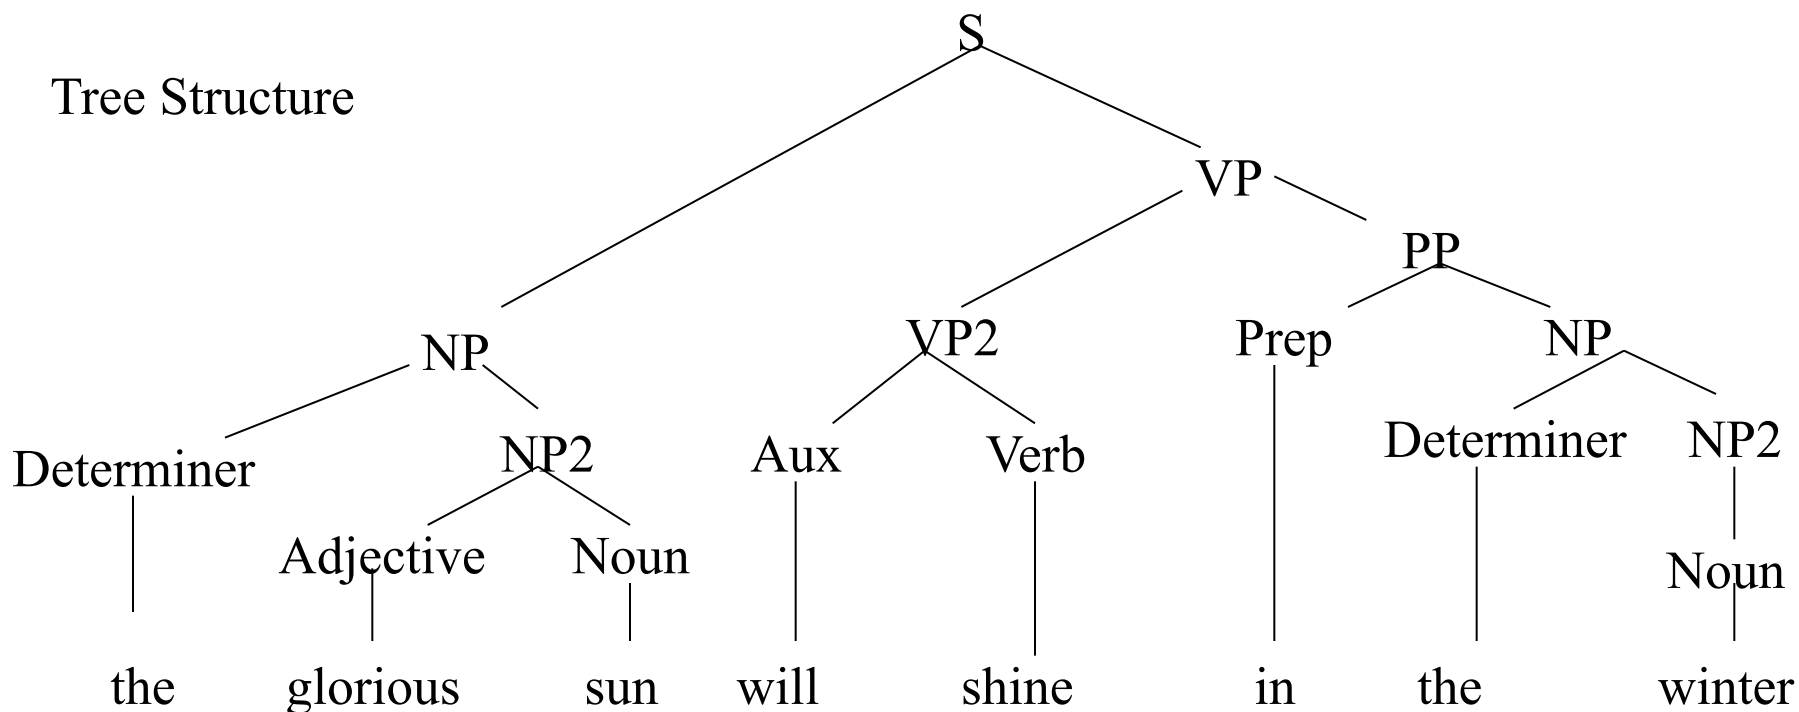 S
Tree Structure
VP
PP
NP VP2 Prep NP
Determiner NP2 Aux Verb Determiner NP2
Adjective Noun Noun
the glorious sun will shine in the winter